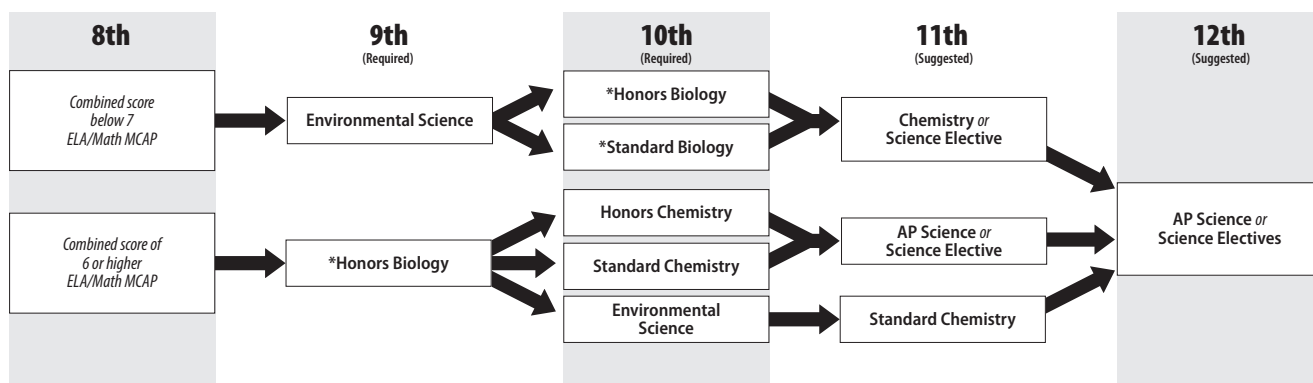 8th
9th
(Required)
10th
(Required)
11th
(Suggested)
12th
(Suggested)
Combined score
below 7
ELA/Math MCAP
Environmental Science
*Honors Biology
*Standard Biology
Chemistry or
Science Elective
Combined score of
6 or higher
ELA/Math MCAP
*Honors Biology
Honors Chemistry
Standard Chemistry
Environmental
Science
AP Science or
Science Elective
Standard Chemistry
AP Science or
Science Electives